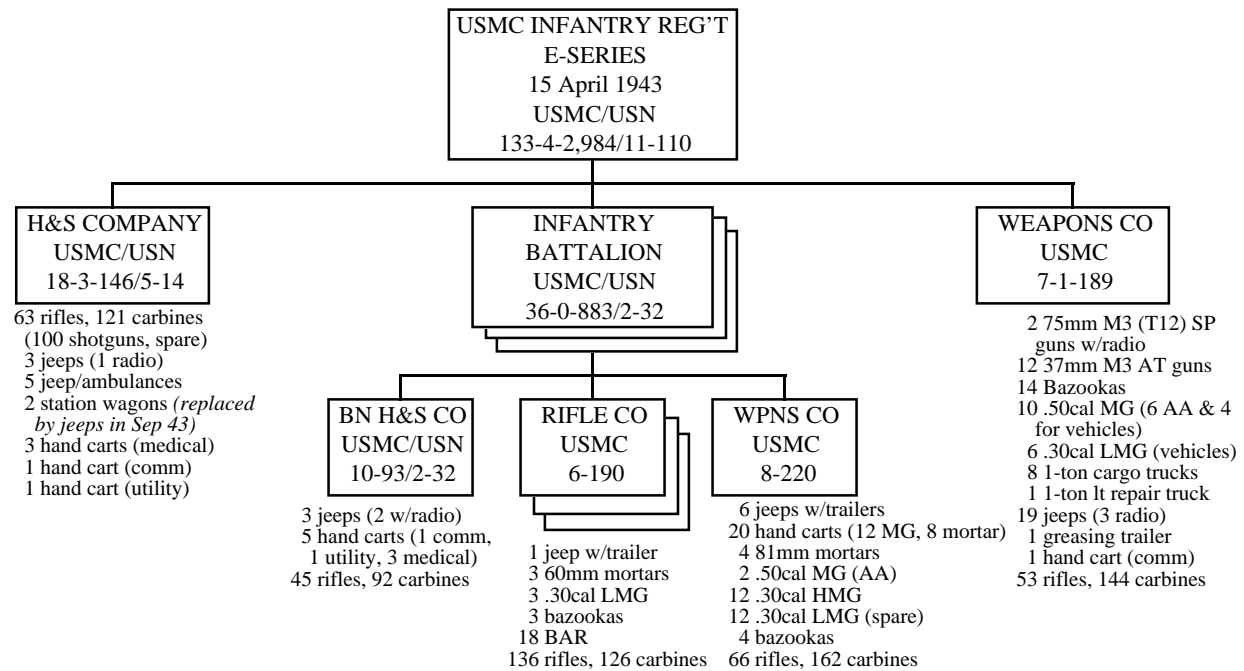 USMC INFANTRY REG'T
E-SERIES
15 April 1943
USMC/USN
133-4-2,984/11-110
H&S COMPANY
USMC/USN
18-3-146/5-14
63 rifles, 121 carbines
(100 shotguns, spare)
3 jeeps (1 radio)
5 jeep/ambulances
2 station wagons (replaced
by jeeps in Sep 43)
3 hand carts (medical)
1 hand cart (comm)
1 hand cart (utility)
INFANTRY
BATTALION
USMC/USN
36-0-883/2-32
BN H&S CO
USMC/USN
10-93/2-32
3 jeeps (2 w/radio)
5 hand carts (1 comm,
1 utility, 3 medical)
45 rifles, 92 carbines
RIFLE CO
USMC
6-190
1 jeep w/trailer
3 60mm mortars
3 .30cal LMG
3 bazookas
18 BAR
136 rifles, 126 carbines
WPNS CO
USMC
8-220
6 jeeps w/trailers
20 hand carts (12 MG, 8 mortar)
4 81mm mortars
2 .50cal MG (AA)
12 .30cal HMG
12 .30cal LMG (spare)
4 bazookas
66 rifles, 162 carbines
WEAPONS CO
USMC
7-1-189
2 75mm M3 (T12) SP
guns w/radio
12 37mm M3 AT guns
14 Bazookas
10 .50cal MG (6 AA & 4
for vehicles)
6 .30cal LMG (vehicles)
8 1-ton cargo trucks
1 1-ton lt repair truck
19 jeeps (3 radio)
1 greasing trailer
1 hand cart (comm)
53 rifles, 144 carbines